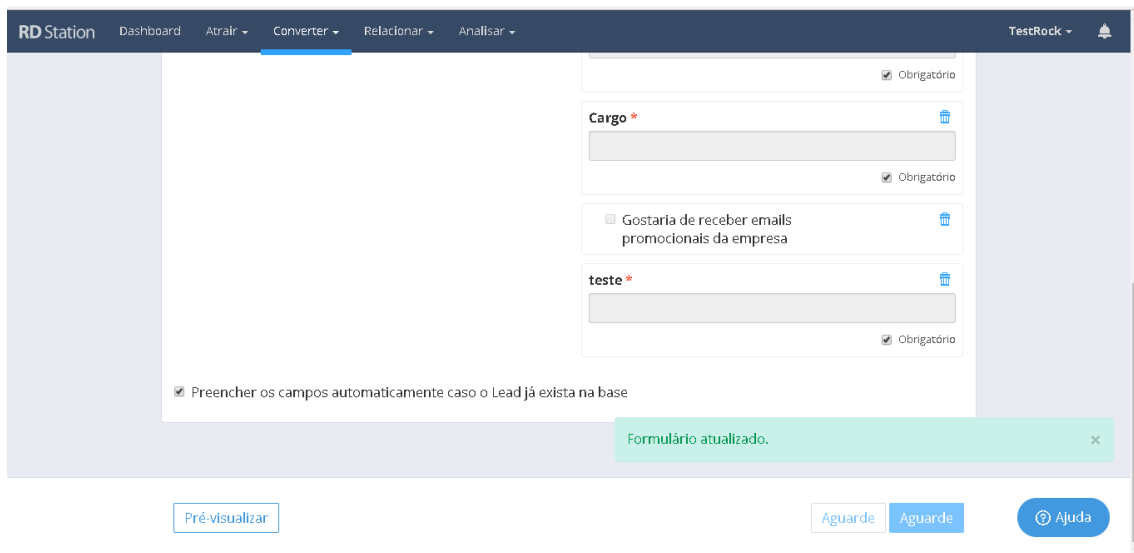 RD Station Dashboard Atrair Converter Relacionar Analisar TestRock
Obrigatório
Cargo *
Obrigatório
Gostaria de receber emails
promocionais da empresa
teste *
Obrigatório
Preencher os campos automaticamente caso o Lead já exista na base
Formulário atualizado. ×
Pré-visualizar Aguarde Aguarde ? Ajuda